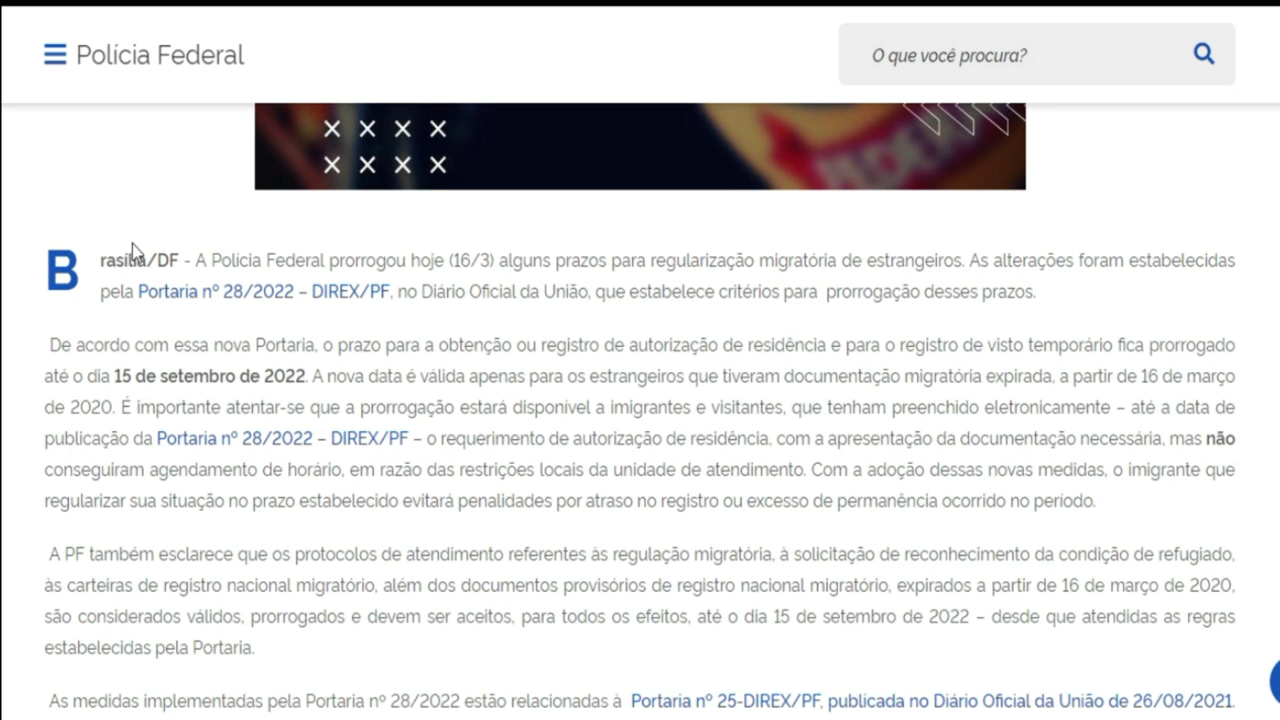 Polícia Federal
O que você procura?
FEDERAL
Brasília/DF - A Polícia Federal prorrogou hoje (16/3) alguns prazos para regularização migratória de estrangeiros. As alterações foram estabelecidas
pela Portaria nº 28/2022 – DIREX/PF, no Diário Oficial da União, que estabelece critérios para prorrogação desses prazos.
De acordo com essa nova Portaria, o prazo para a obtenção ou registro de autorização de residência e para o registro de visto temporário fica prorrogado
até o dia 15 de setembro de 2022. A nova data é válida apenas para os estrangeiros que tiveram documentação migratória expirada, a partir de 16 de março
de 2020. É importante atentar-se que a prorrogação estará disponível a imigrantes e visitantes, que tenham preenchido eletronicamente – até a data de
publicação da Portaria nº 28/2022 – DIREX/PF – o requerimento de autorização de residência, com a apresentação da documentação necessária, mas não
conseguiram agendamento de horário, em razão das restrições locais da unidade de atendimento. Com a adoção dessas novas medidas, o imigrante que
regularizar sua situação no prazo estabelecido evitará penalidades por atraso no registro ou excesso de permanência ocorrido no período.
A PF também esclarece que os protocolos de atendimento referentes às regulação migratória, à solicitação de reconhecimento da condição de refugiado,
às carteiras de registro nacional migratório, além dos documentos provisórios de registro nacional migratório, expirados a partir de 16 de março de 2020,
são considerados válidos, prorrogados e devem ser aceitos, para todos os efeitos, até o dia 15 de setembro de 2022 – desde que atendidas as regras
estabelecidas pela Portaria.
As medidas implementadas pela Portaria nº 28/2022 estão relacionadas à Portaria nº 25-DIREX/PF, publicada no Diário Oficial da União de 26/08/2021.